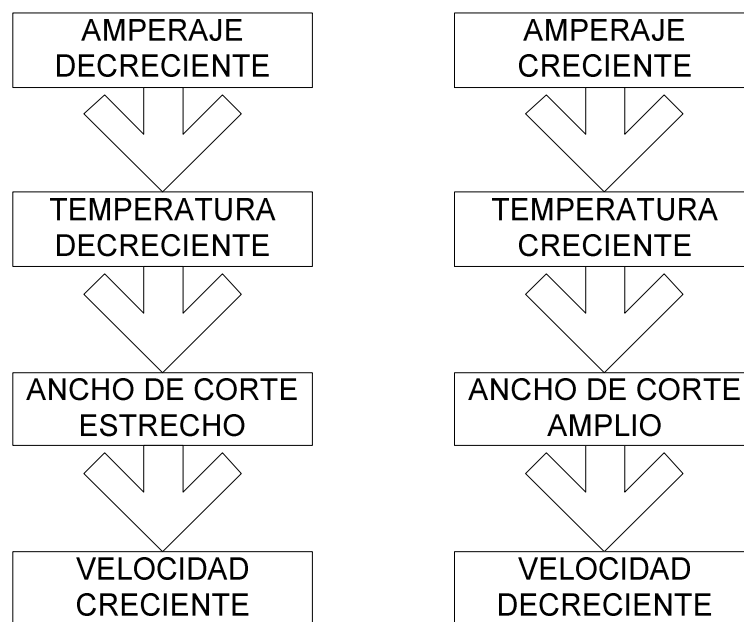 AMPERAJE
DECRECIENTE
TEMPERATURA
DECRECIENTE
ANCHO DE CORTE
ESTRECHO
VELOCIDAD
CRECIENTE
AMPERAJE
CRECIENTE
TEMPERATURA
CRECIENTE
ANCHO DE CORTE
AMPLIO
VELOCIDAD
DECRECIENTE